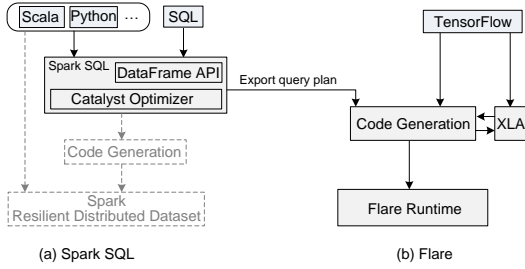 Scala Python ... SQL
TensorFlow
Spark SQL
DataFrame API
Catalyst Optimizer
Export query plan
Code Generation
XLA
Code Generation
Spark
Resilient Distributed Dataset
Flare Runtime
(a) Spark SQL
(b) Flare